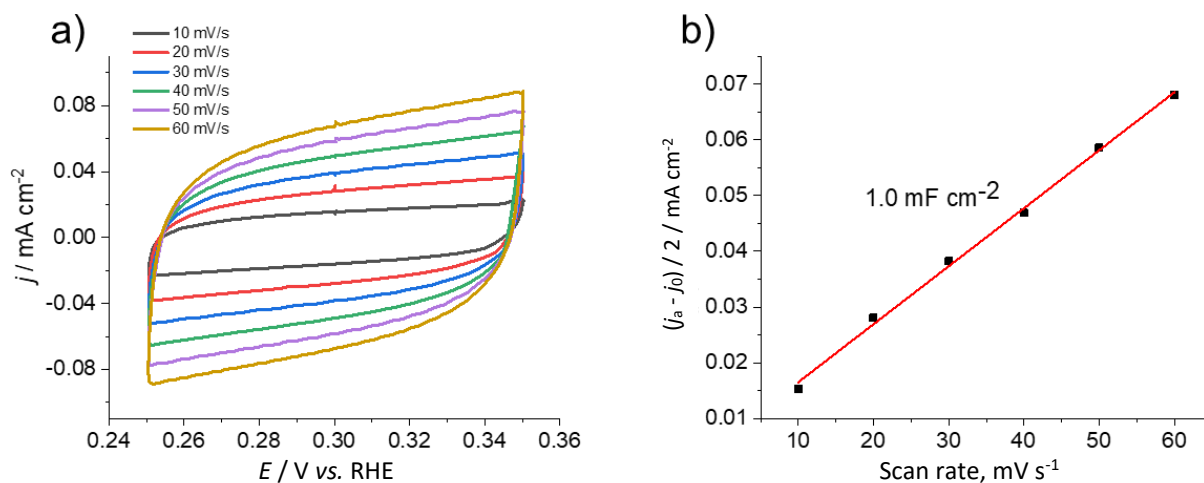 a)
10 mV/s
20 mV/s
30 mV/s
40 mV/s
50 mV/s
60 mV/s
0.08
0.04
0.00
-0.04
-0.08
j / mA cm⁻²
0.24 0.26 0.28 0.30 0.32 0.34 0.36
E / V vs. RHE
b)
0.07
0.06
0.05
0.04
0.03
0.02
0.01
(jₐ - j₀) / 2 / mA cm⁻²
1.0 mF cm⁻²
10 20 30 40 50 60
Scan rate, mV s⁻¹